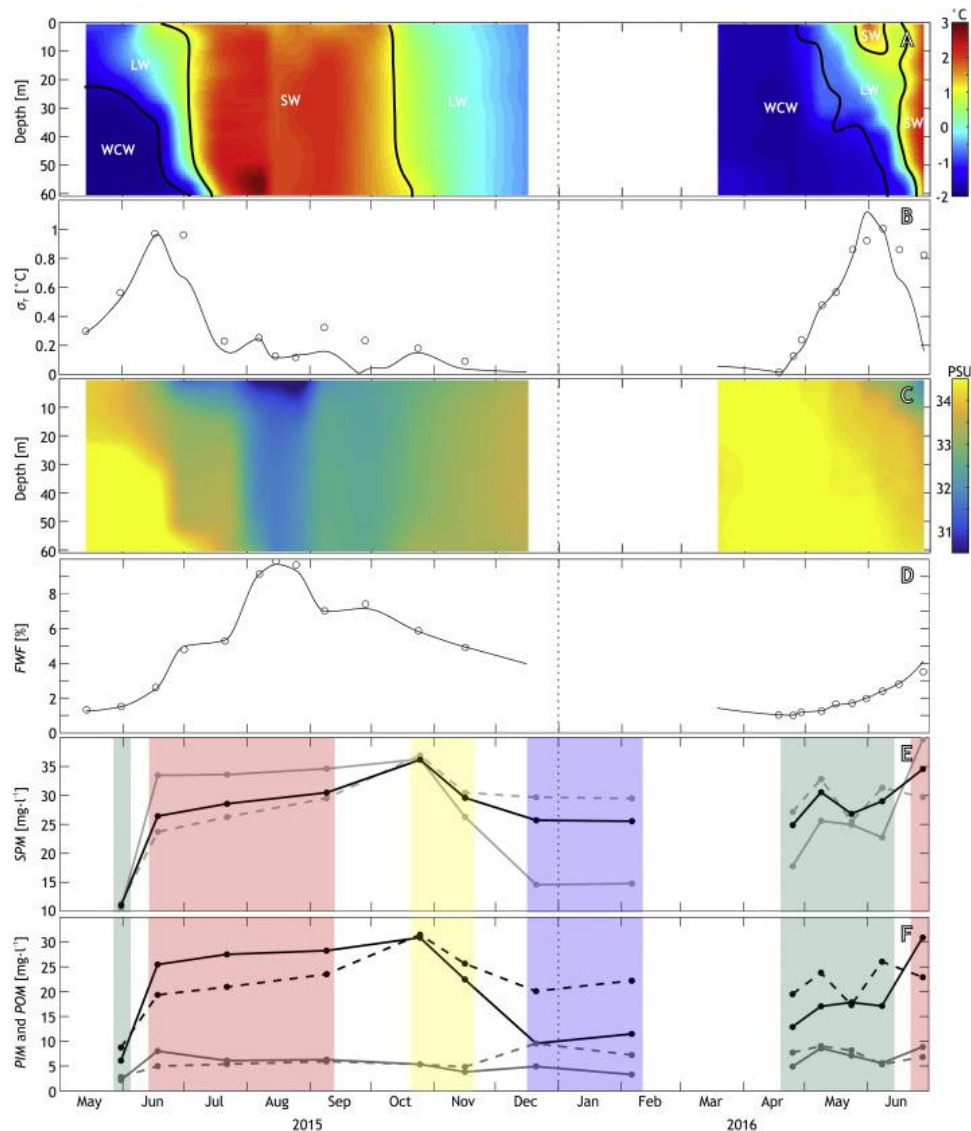 °C
A
0
10
20
30
40
50
60
Depth [m]
LW
WCW
SW
LW
WCW
SW
LW
SW
3
2
1
0
-1
-2
B
1
0.8
0.6
0.4
0.2
0
σT [°C]
PSU
C
10
20
30
40
50
60
Depth [m]
34
33
32
31
D
8
6
4
2
0
FWF [%]
E
35
30
25
20
15
10
SPM [mg·l⁻¹]
F
30
25
20
15
10
5
0
PIM and POM [mg·l⁻¹]
May Jun Jul Aug Sep Oct Nov Dec Jan Feb Mar Apr May Jun
2015 2016